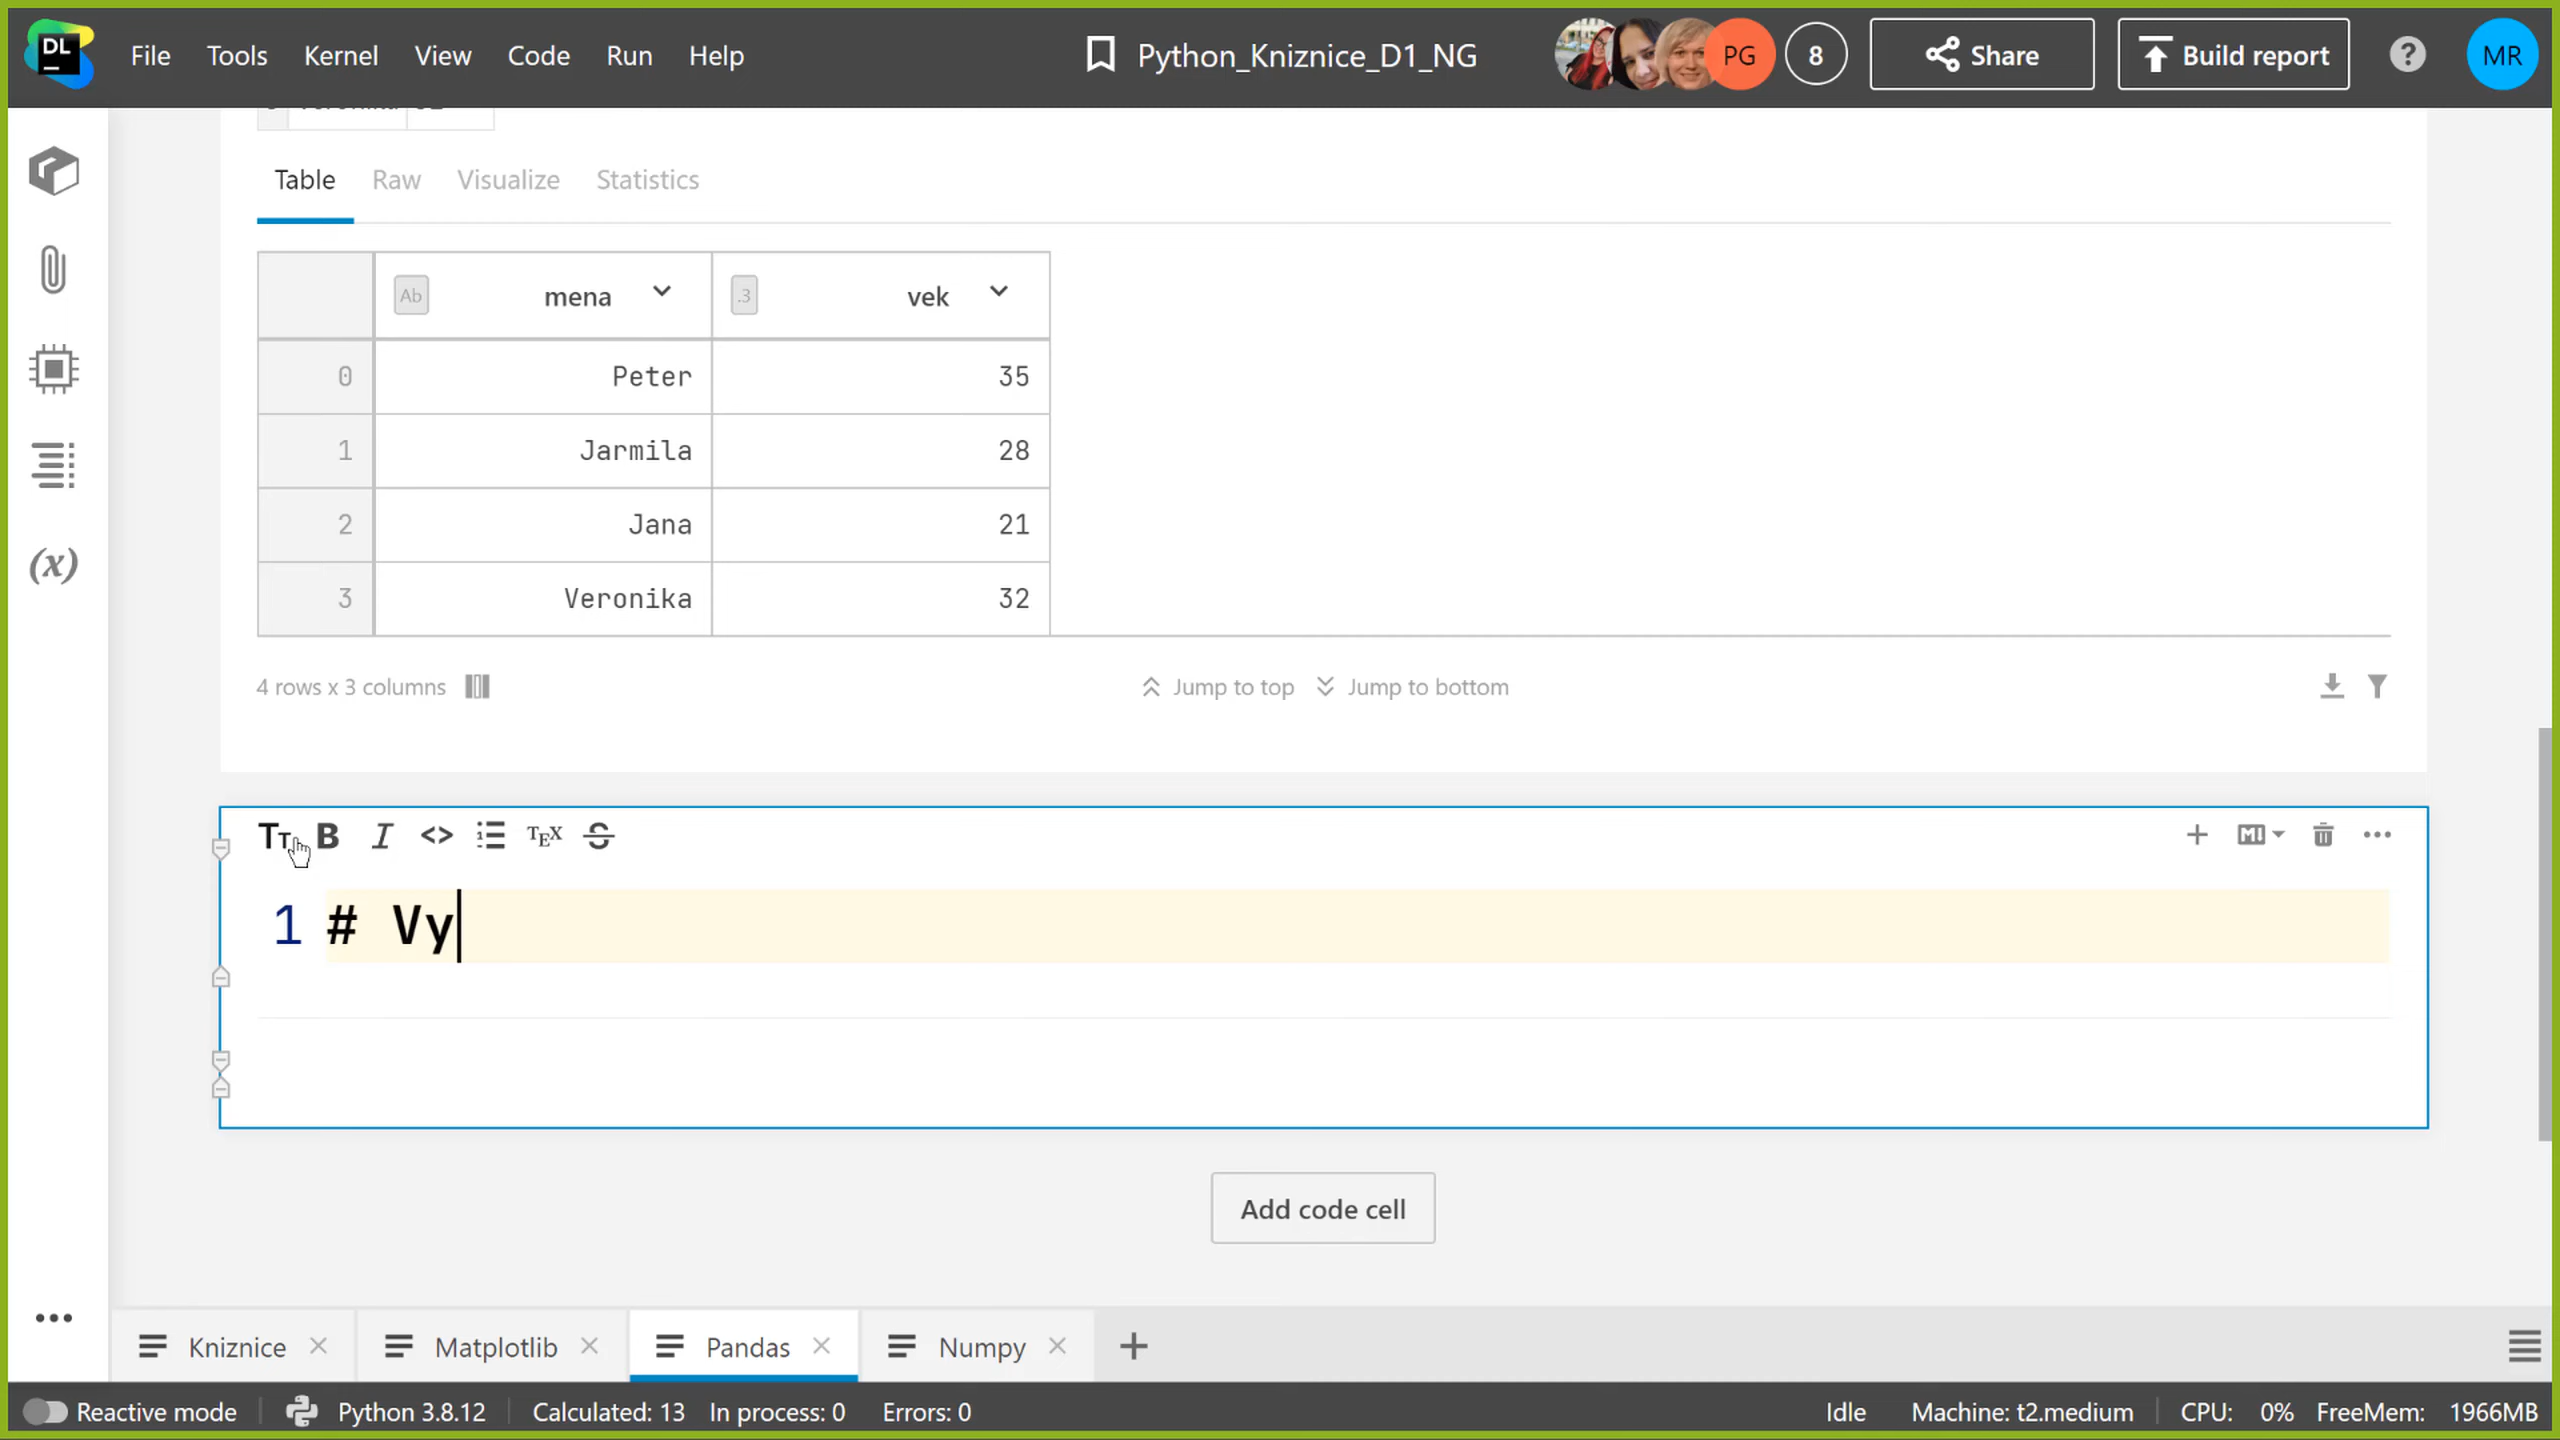 DL File Tools Kernel View Code Run Help Python_Kniznice_D1_NG PG 8 Share Build report ? MR
Table Raw Visualize Statistics
Ab mena .3 vek
0 Peter 35
1 Jarmila 28
2 Jana 21
3 Veronika 32
4 rows x 3 columns Jump to top Jump to bottom
TT B I <> TEX S
1 # Vy
(x)
Add code cell
Kniznice Matplotlib Pandas Numpy
Reactive mode Python 3.8.12 Calculated: 13 In process: 0 Errors: 0 Idle Machine: t2.medium CPU: 0% FreeMem: 1966MB